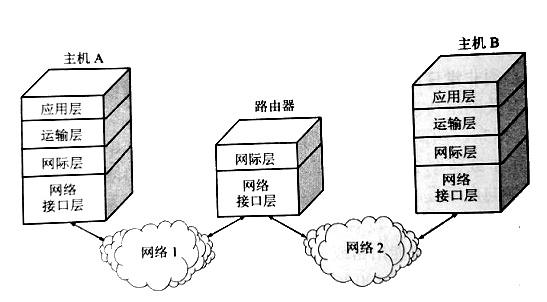 主机 A
应用层
运输层
网际层
网络
接口层
路由器
网际层
网络
接口层
主机 B
应用层
运输层
网际层
网络
接口层
网络 1
网络 2